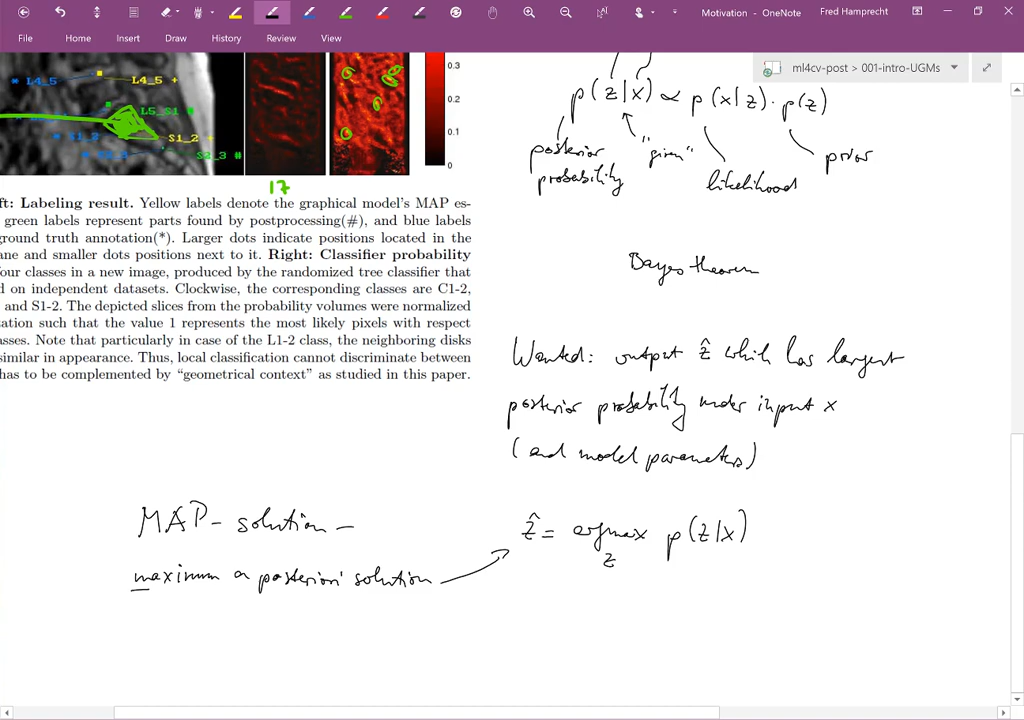 Motivation - OneNote
Fred Hamprecht
File Home Insert Draw History Review View
ml4cv-post > 001-intro-UGMs
* L4_5
L4_5 +
L5_S1 #
S1_2 +
S2_3 #
0.3
0.2
0.1
0
17
ft: Labeling result. Yellow labels denote the graphical model's MAP es-
green labels represent parts found by postprocessing(#), and blue labels
ground truth annotation(*). Larger dots indicate positions located in the
ane and smaller dots positions next to it. Right: Classifier probability
our classes in a new image, produced by the randomized tree classifier that
d on independent datasets. Clockwise, the corresponding classes are C1-2,
and S1-2. The depicted slices from the probability volumes were normalized
ation such that the value 1 represents the most likely pixels with respect
asses. Note that particularly in case of the L1-2 class, the neighboring disks
similar in appearance. Thus, local classification cannot discriminate between
has to be complemented by "geometrical context" as studied in this paper.
p(z|x) ∝ p(x|z) · p(z)
posterior probability
"given"
likelihood
prior
Bayes theorem
Wanted: output ẑ which has largest
posterior probability under input x
(and model parameters)
MAP - solution -
maximum a posteriori solution
ẑ = argmax p(z|x)
z